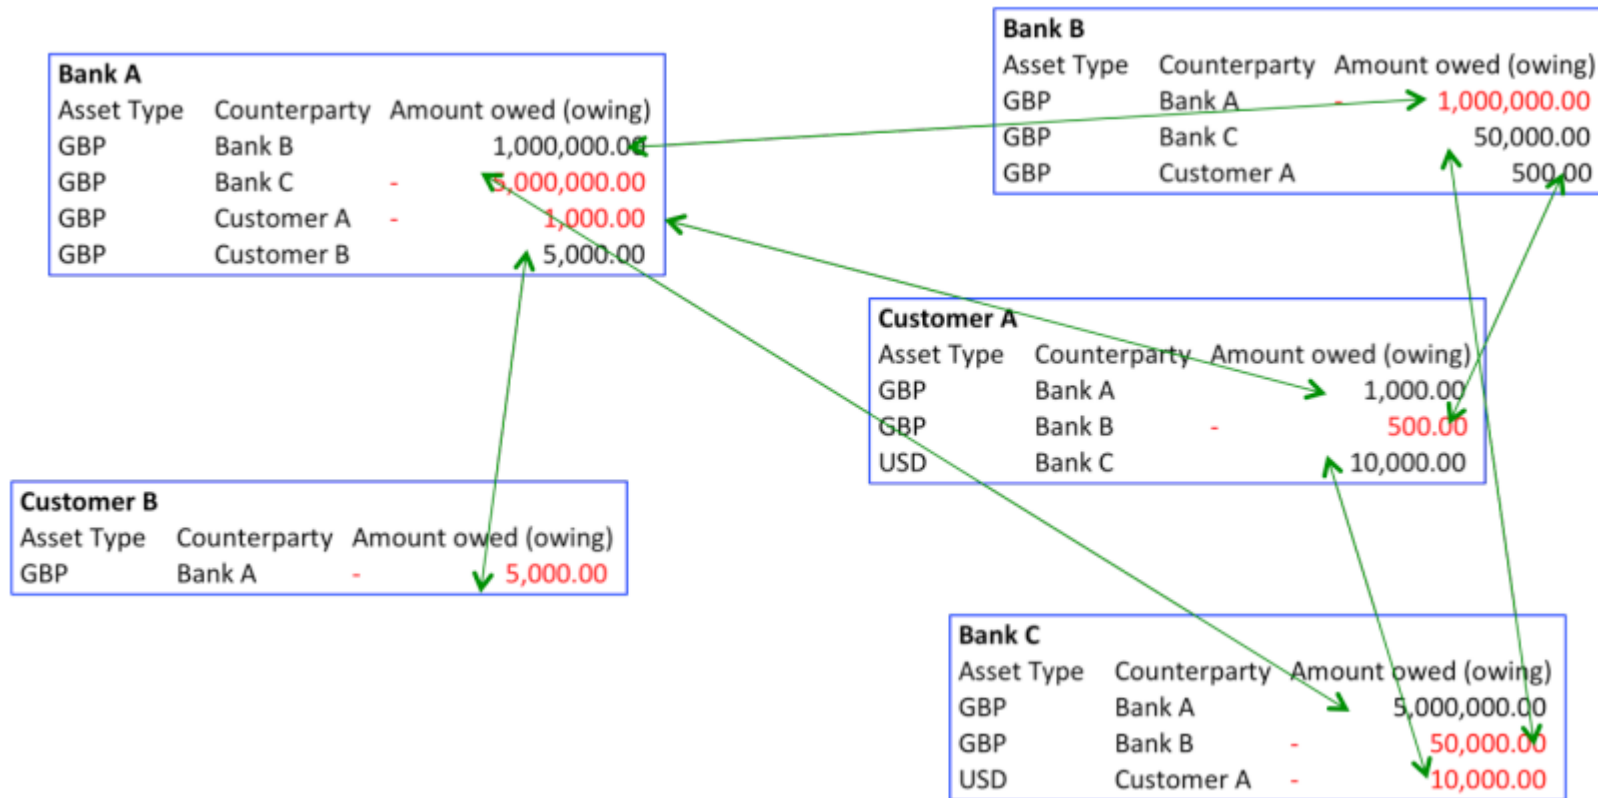 Bank A
Asset Type Counterparty Amount owed (owing)
GBP Bank B 1,000,000.00
GBP Bank C - 5,000,000.00
GBP Customer A - 1,000.00
GBP Customer B 5,000.00
Bank B
Asset Type Counterparty Amount owed (owing)
GBP Bank A - 1,000,000.00
GBP Bank C 50,000.00
GBP Customer A 500.00
Customer A
Asset Type Counterparty Amount owed (owing)
GBP Bank A 1,000.00
GBP Bank B - 500.00
USD Bank C 10,000.00
Customer B
Asset Type Counterparty Amount owed (owing)
GBP Bank A - 5,000.00
Bank C
Asset Type Counterparty Amount owed (owing)
GBP Bank A 5,000,000.00
GBP Bank B - 50,000.00
USD Customer A - 10,000.00